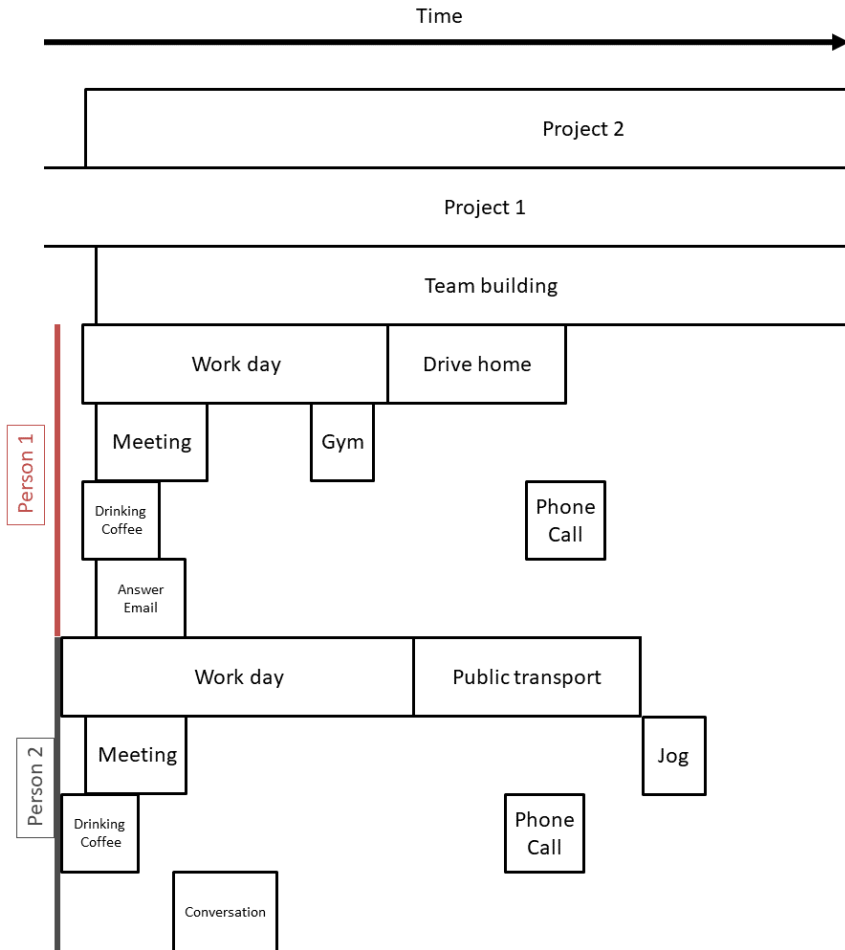 Time
Project 2
Project 1
Team building
Person 1
Work day
Drive home
Meeting
Gym
Drinking
Coffee
Phone
Call
Answer
Email
Person 2
Work day
Public transport
Meeting
Jog
Drinking
Coffee
Phone
Call
Conversation